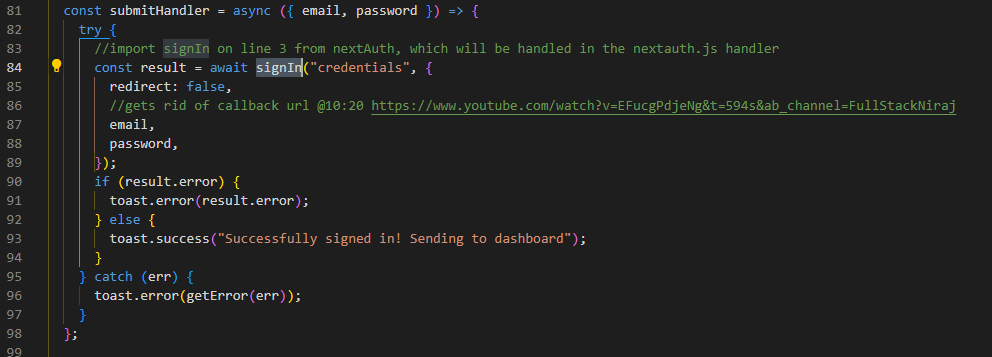 81 const submitHandler = async ({ email, password }) => {
82 try {
83 //import signIn on line 3 from nextAuth, which will be handled in the nextauth.js handler
84 const result = await signIn("credentials", {
85 redirect: false,
86 //gets rid of callback url @10:20 https://www.youtube.com/watch?v=EFucgPdjeNg&t=594s&ab_channel=FullStackNiraj
87 email,
88 password,
89 });
90 if (result.error) {
91 toast.error(result.error);
92 } else {
93 toast.success("Successfully signed in! Sending to dashboard");
94 }
95 } catch (err) {
96 toast.error(getError(err));
97 }
98 };
99